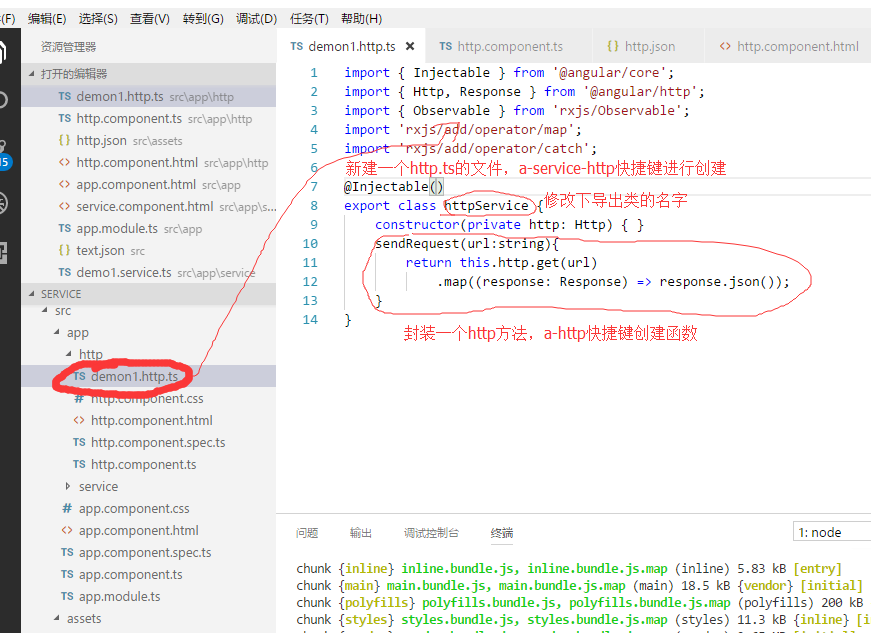 (F) 编辑(E) 选择(S) 查看(V) 转到(G) 调试(D) 任务(T) 帮助(H)
资源管理器
打开的编辑器
TS demon1.http.ts src\app\http
TS http.component.ts src\app\http
{ } http.json src\assets
<> http.component.html src\app\http
<> app.component.html src\app
<> service.component.html src\app\s...
TS app.module.ts src\app
{ } text.json src
TS demo1.service.ts src\app\service
15
SERVICE
src
app
http
TS demon1.http.ts
# http.component.css
<> http.component.html
TS http.component.spec.ts
TS http.component.ts
service
# app.component.css
<> app.component.html
TS app.component.spec.ts
TS app.component.ts
TS app.module.ts
assets
TS demon1.http.ts × TS http.component.ts { } http.json <> http.component.html
1 import { Injectable } from '@angular/core';
2 import { Http, Response } from '@angular/http';
3 import { Observable } from 'rxjs/Observable';
4 import 'rxjs/add/operator/map';
5 import 'rxjs/add/operator/catch';
6
新建一个http.ts的文件，a-service-http快捷键进行创建
7 @Injectable()
修改下导出类的名字
8 export class httpService {
9 constructor(private http: Http) { }
10 sendRequest(url:string){
11 return this.http.get(url)
12 .map((response: Response) => response.json());
13 }
14 }
封装一个http方法，a-http快捷键创建函数
问题 输出 调试控制台 终端 1: node
chunk {inline} inline.bundle.js, inline.bundle.js.map (inline) 5.83 kB [entry]
chunk {main} main.bundle.js, main.bundle.js.map (main) 18.5 kB {vendor} [initial]
chunk {polyfills} polyfills.bundle.js, polyfills.bundle.js.map (polyfills) 200 kB
chunk {styles} styles.bundle.js, styles.bundle.js.map (styles) 11.3 kB {inline} [i